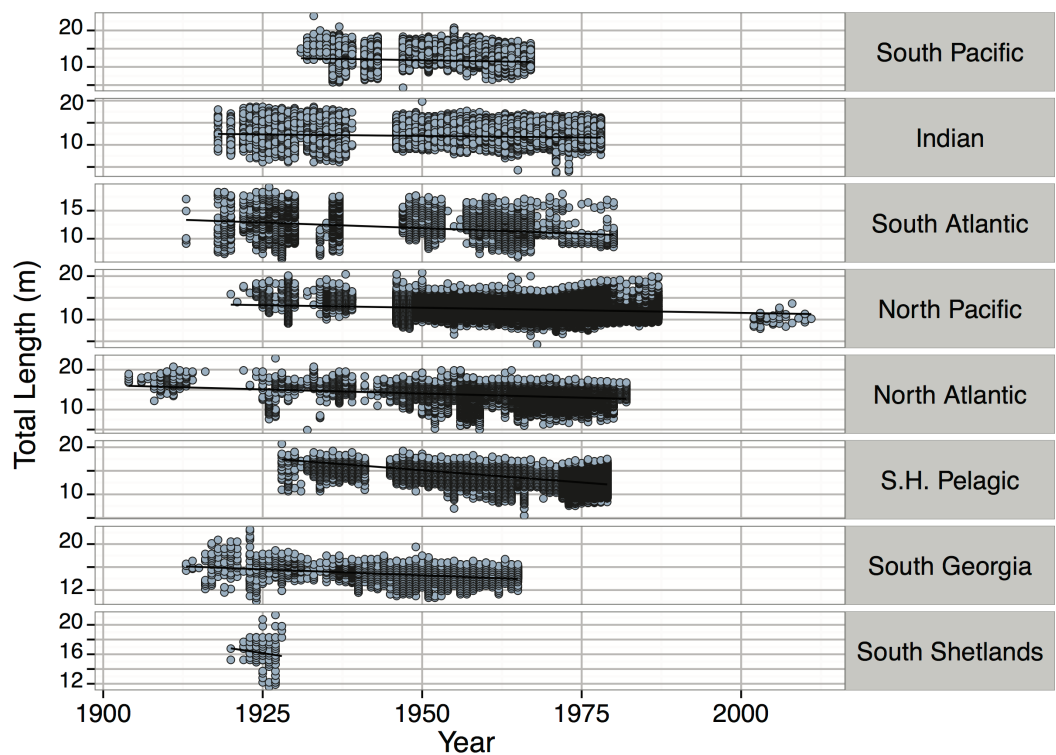 Total Length (m)
20
10
South Pacific
20
10
Indian
15
10
South Atlantic
20
10
North Pacific
20
10
North Atlantic
20
10
S.H. Pelagic
20
12
South Georgia
20
16
12
South Shetlands
1900 1925 1950 1975 2000
Year